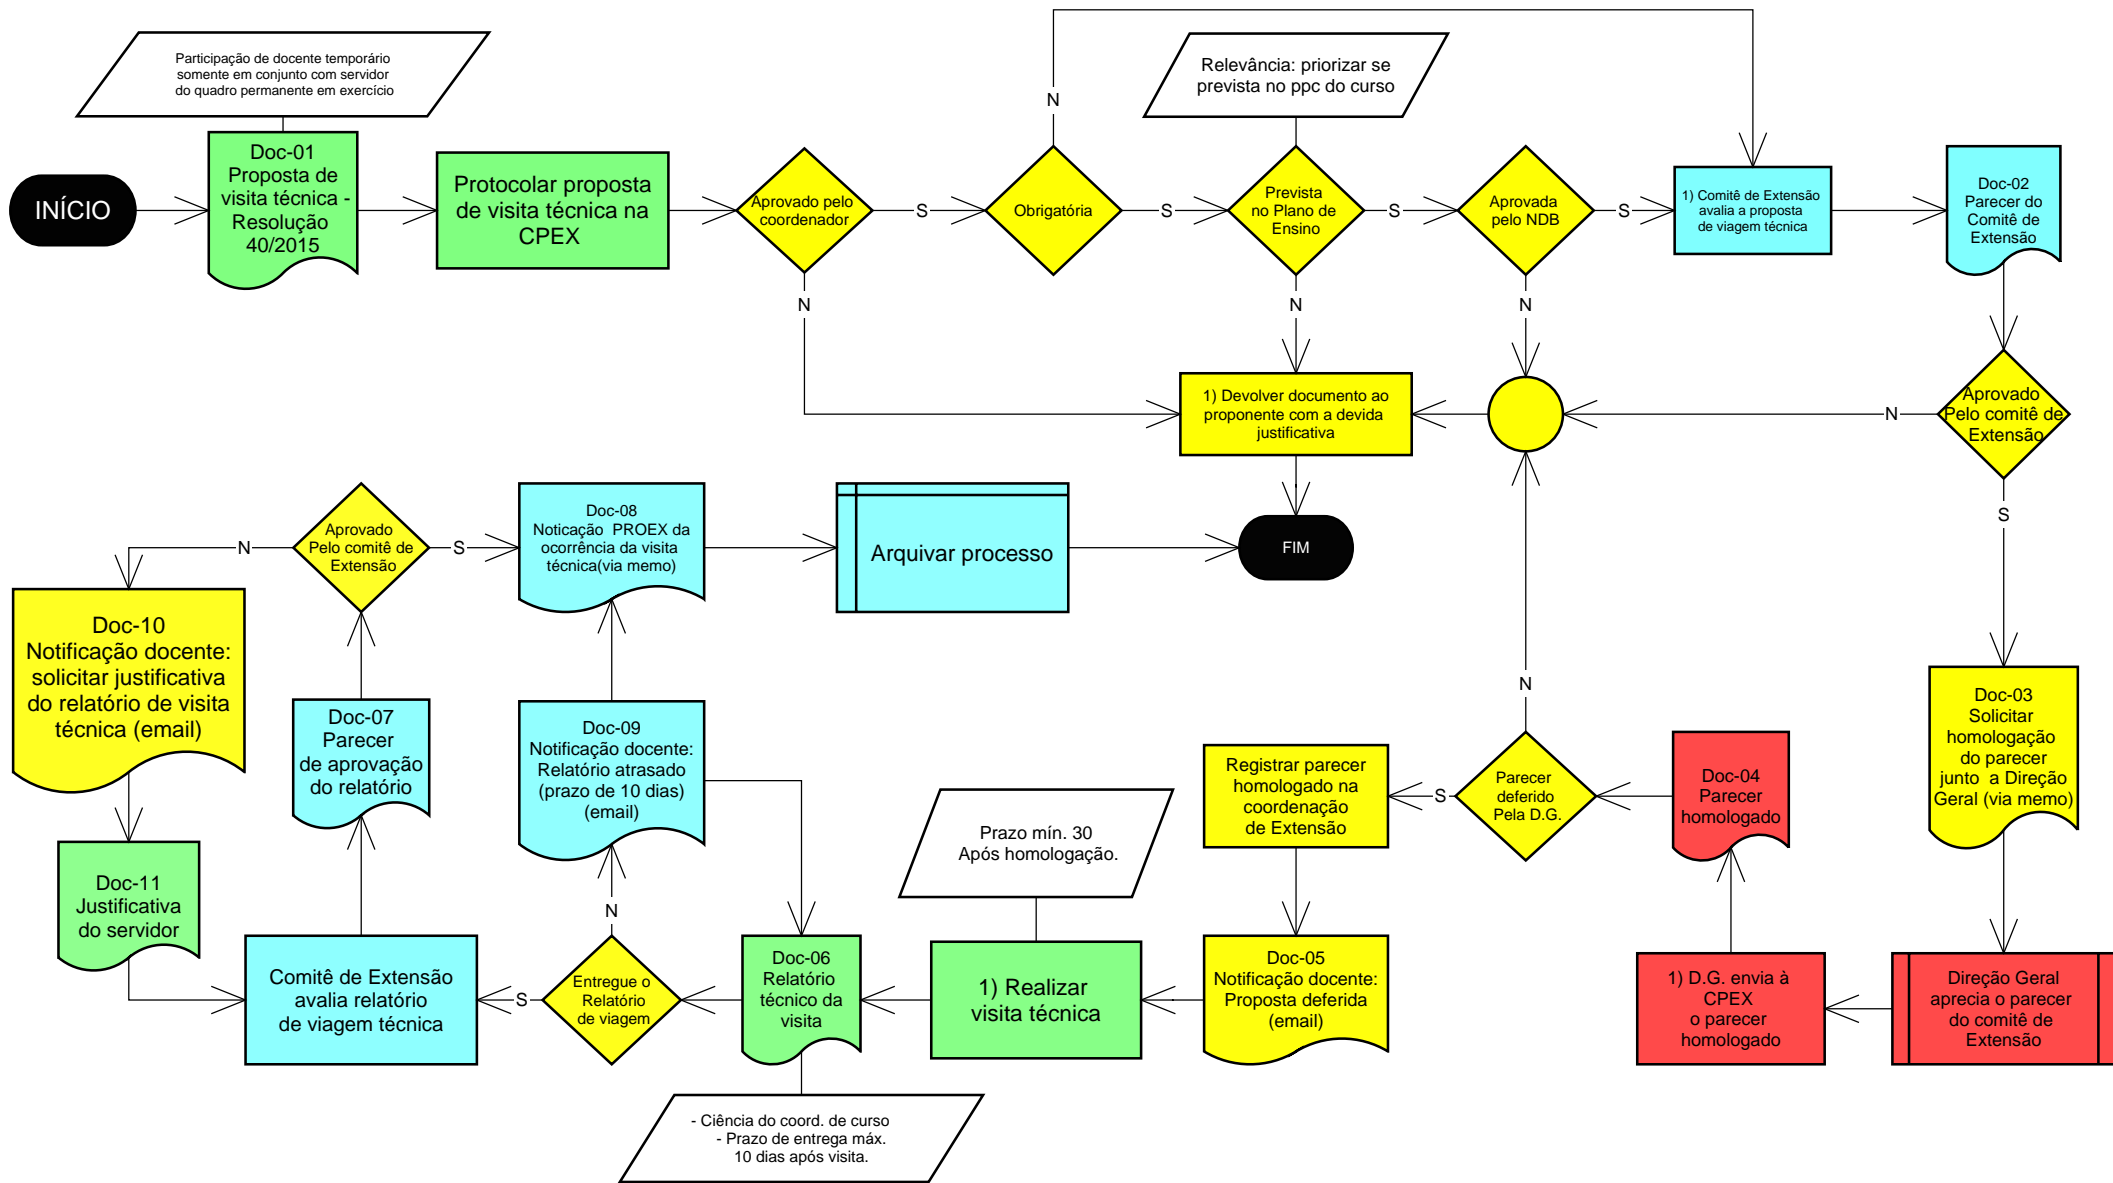 Participação de docente temporário
somente em conjunto com servidor
do quadro permanente em exercício
Relevância: priorizar se
prevista no ppc do curso
N
INÍCIO
Doc-01
Proposta de
visita técnica -
Resolução
40/2015
Protocolar proposta
de visita técnica na
CPEX
Aprovado pelo
coordenador
S
Obrigatória
S
Prevista
no Plano de
Ensino
S
Aprovada
pelo NDB
S
1) Comitê de Extensão
avalia a proposta
de viagem técnica
Doc-02
Parecer do
Comitê de
Extensão
N
N
N
1) Devolver documento ao
proponente com a devida
justificativa
N
Aprovado
Pelo comitê de
Extensão
S
N
Aprovado
Pelo comitê de
Extensão
S
Doc-08
Noticação  PROEX da
ocorrência da visita
técnica(via memo)
Arquivar processo
FIM
Doc-10
Notificação docente:
solicitar justificativa
do relatório de visita
técnica (email)
Doc-07
Parecer
de aprovação
do relatório
Doc-09
Notificação docente:
Relatório atrasado
(prazo de 10 dias)
(email)
N
Registrar parecer
homologado na
coordenação
de Extensão
S
Parecer
deferido
Pela D.G.
Doc-04
Parecer
homologado
Doc-03
Solicitar
homologação
do parecer
junto  a Direção
Geral (via memo)
Prazo mín. 30
Após homologação.
Doc-11
Justificativa
do servidor
N
Comitê de Extensão
avalia relatório
de viagem técnica
S
Entregue o
Relatório
de viagem
Doc-06
Relatório
técnico da
visita
1) Realizar
visita técnica
Doc-05
Notificação docente:
Proposta deferida
(email)
1) D.G. envia à
CPEX
o parecer
homologado
Direção Geral
aprecia o parecer
do comitê de
Extensão
- Ciência do coord. de curso
- Prazo de entrega máx.
10 dias após visita.